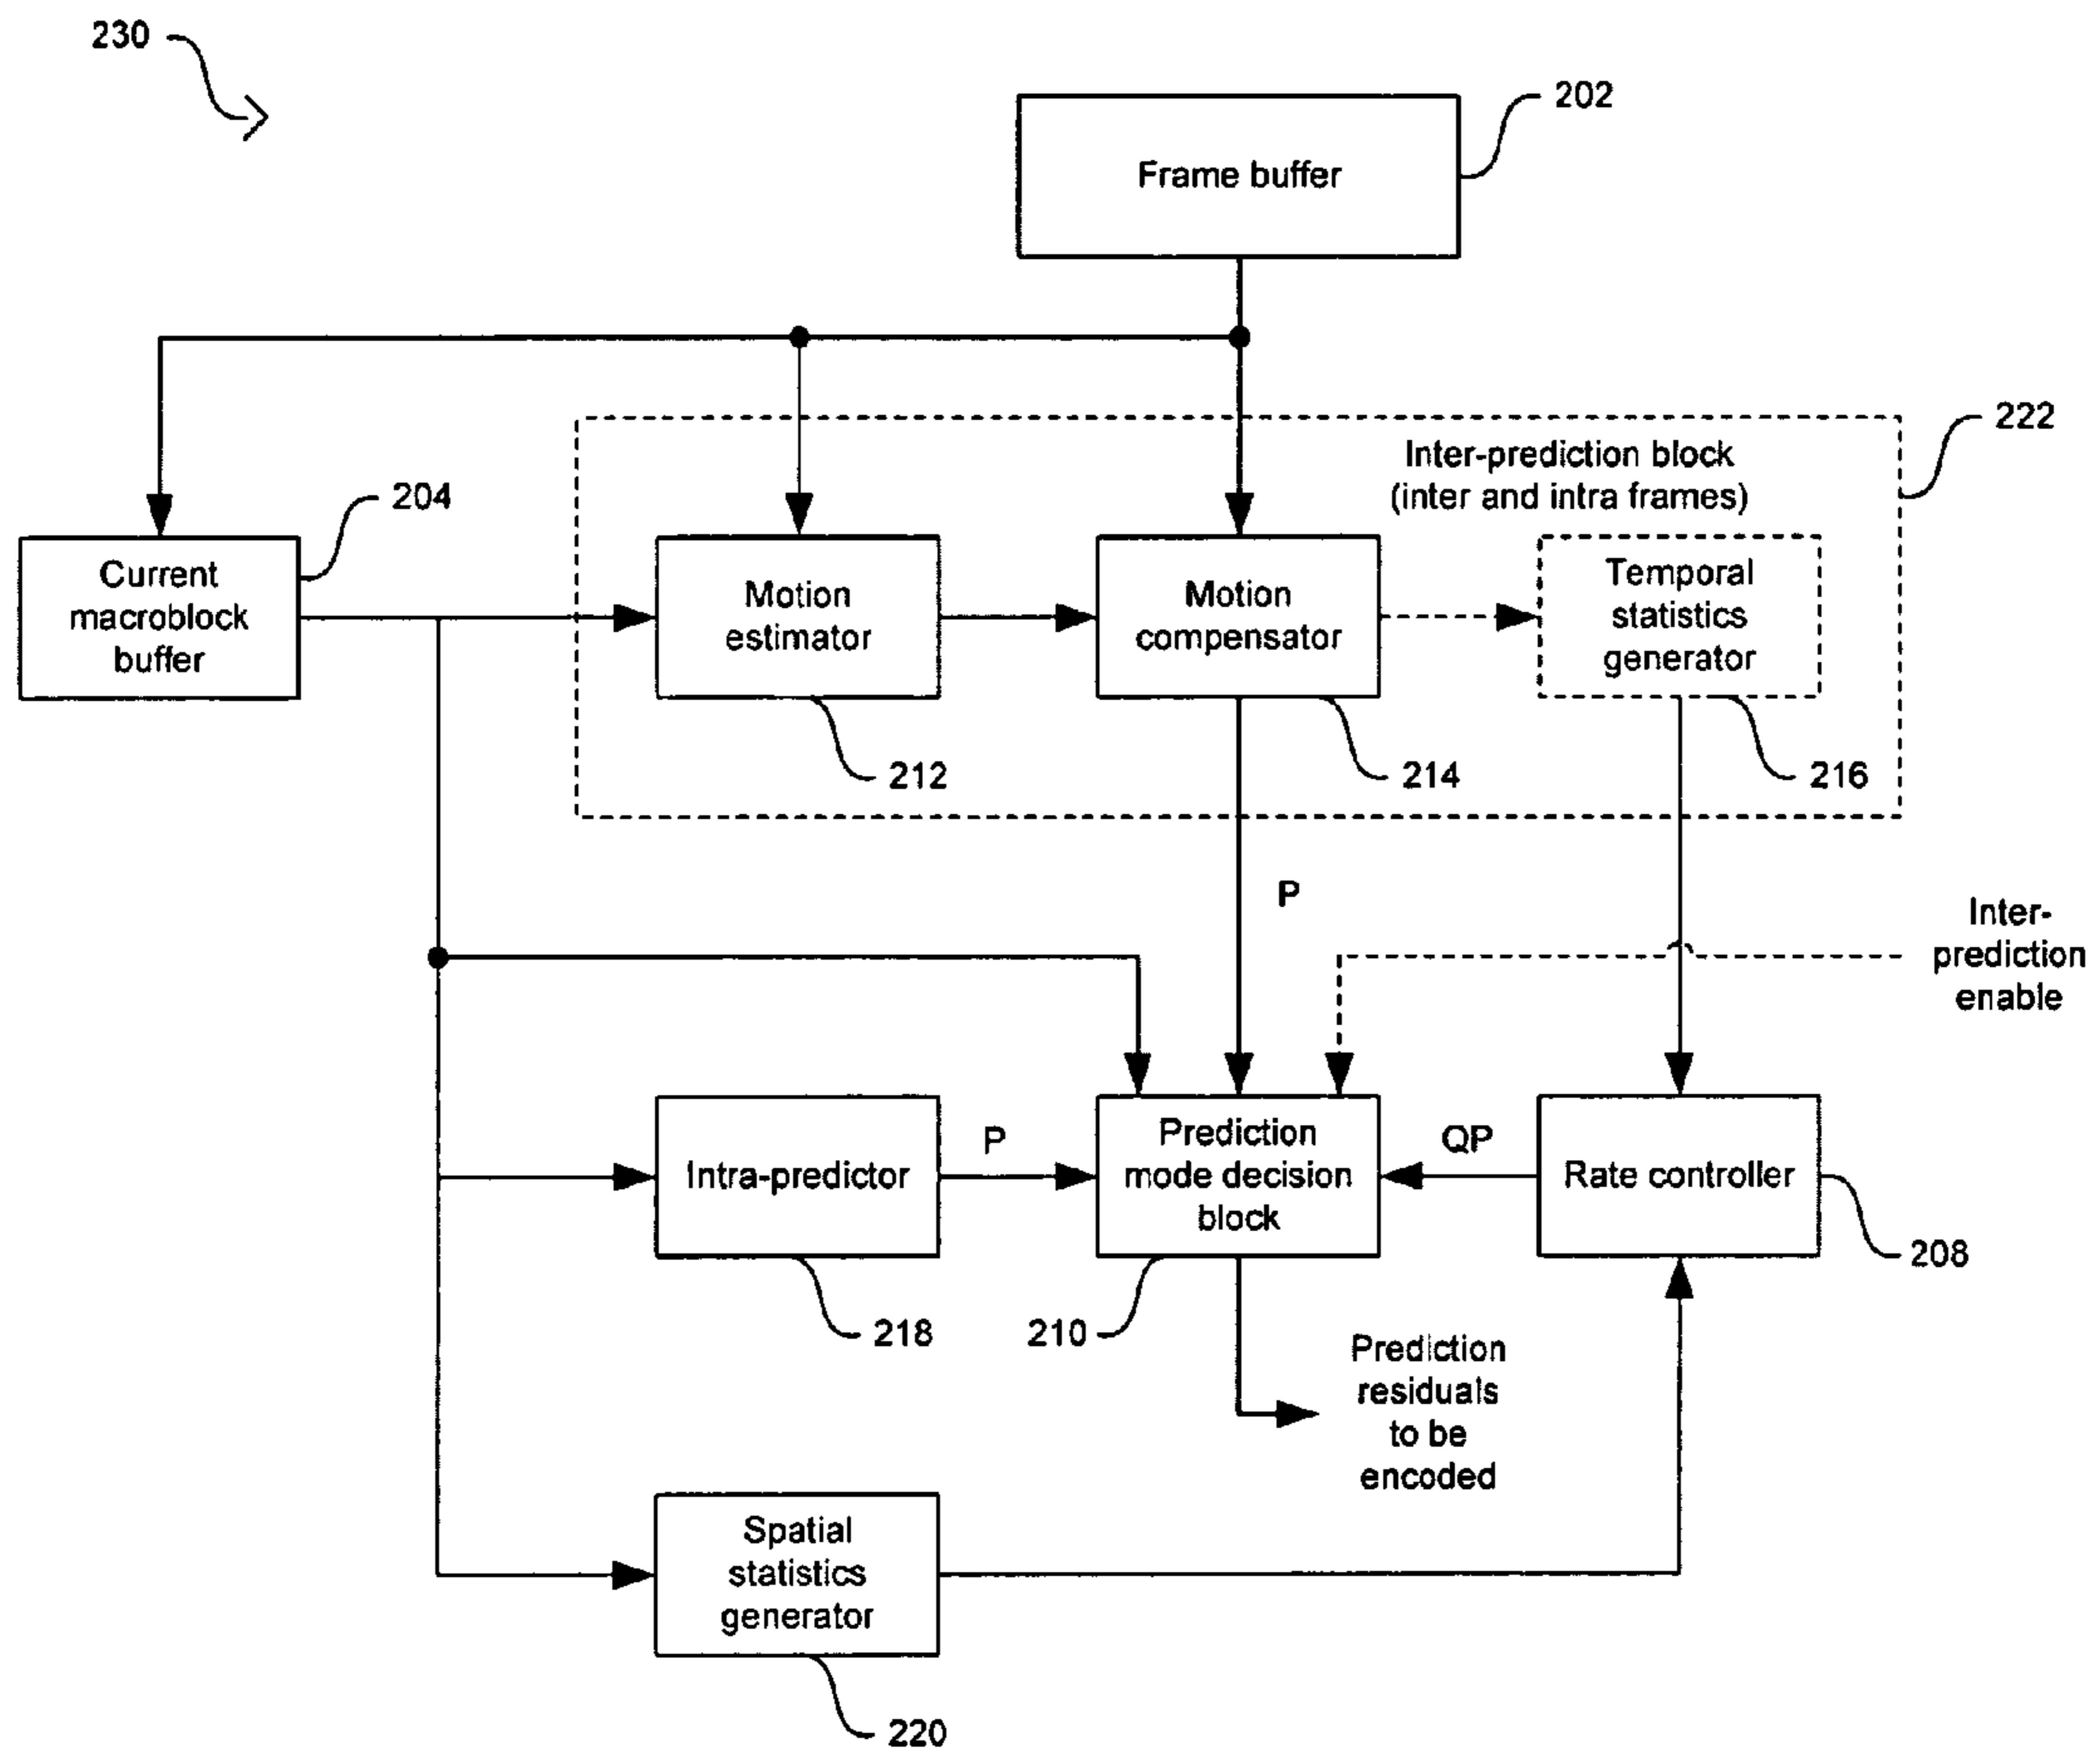 230
202
Frame buffer
222
Inter-prediction block
(inter and intra frames)
204
Current
macroblock
buffer
Motion
estimator
Motion
compensator
Temporal
statistics
generator
212
214
216
P
Inter-
prediction
enable
Intra-predictor
P
Prediction
mode decision
block
QP
Rate controller
208
218
210
Prediction
residuals
to be
encoded
Spatial
statistics
generator
220